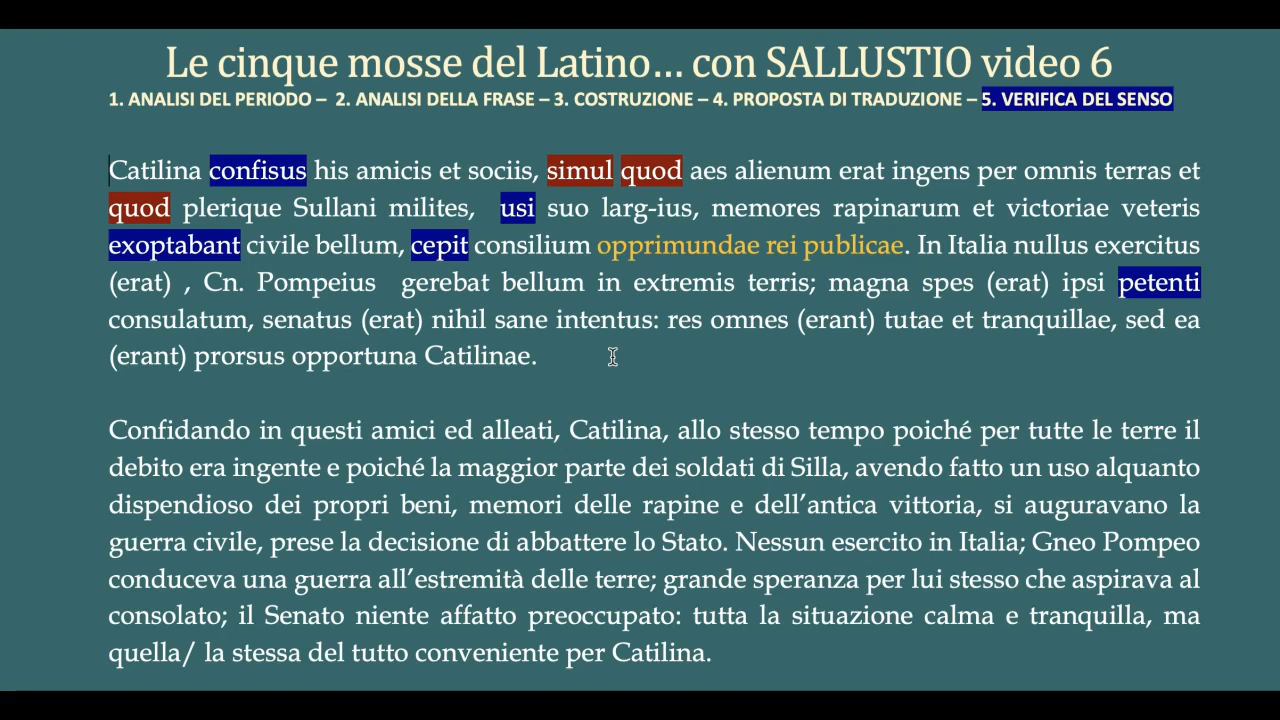 Le cinque mosse del Latino... con SALLUSTIO video 6
1. ANALISI DEL PERIODO – 2. ANALISI DELLA FRASE – 3. COSTRUZIONE – 4. PROPOSTA DI TRADUZIONE – 5. VERIFICA DEL SENSO
Catilina confisus his amicis et sociis, simul quod aes alienum erat ingens per omnis terras et
quod plerique Sullani milites, usi suo larg-ius, memores rapinarum et victoriae veteris
exoptabant civile bellum, cepit consilium opprimundae rei publicae. In Italia nullus exercitus
(erat) , Cn. Pompeius gerebat bellum in extremis terris; magna spes (erat) ipsi petenti
consulatum, senatus (erat) nihil sane intentus: res omnes (erant) tutae et tranquillae, sed ea
(erant) prorsus opportuna Catilinae.
Confidando in questi amici ed alleati, Catilina, allo stesso tempo poiché per tutte le terre il
debito era ingente e poiché la maggior parte dei soldati di Silla, avendo fatto un uso alquanto
dispendioso dei propri beni, memori delle rapine e dell’antica vittoria, si auguravano la
guerra civile, prese la decisione di abbattere lo Stato. Nessun esercito in Italia; Gneo Pompeo
conduceva una guerra all’estremità delle terre; grande speranza per lui stesso che aspirava al
consolato; il Senato niente affatto preoccupato: tutta la situazione calma e tranquilla, ma
quella/ la stessa del tutto conveniente per Catilina.